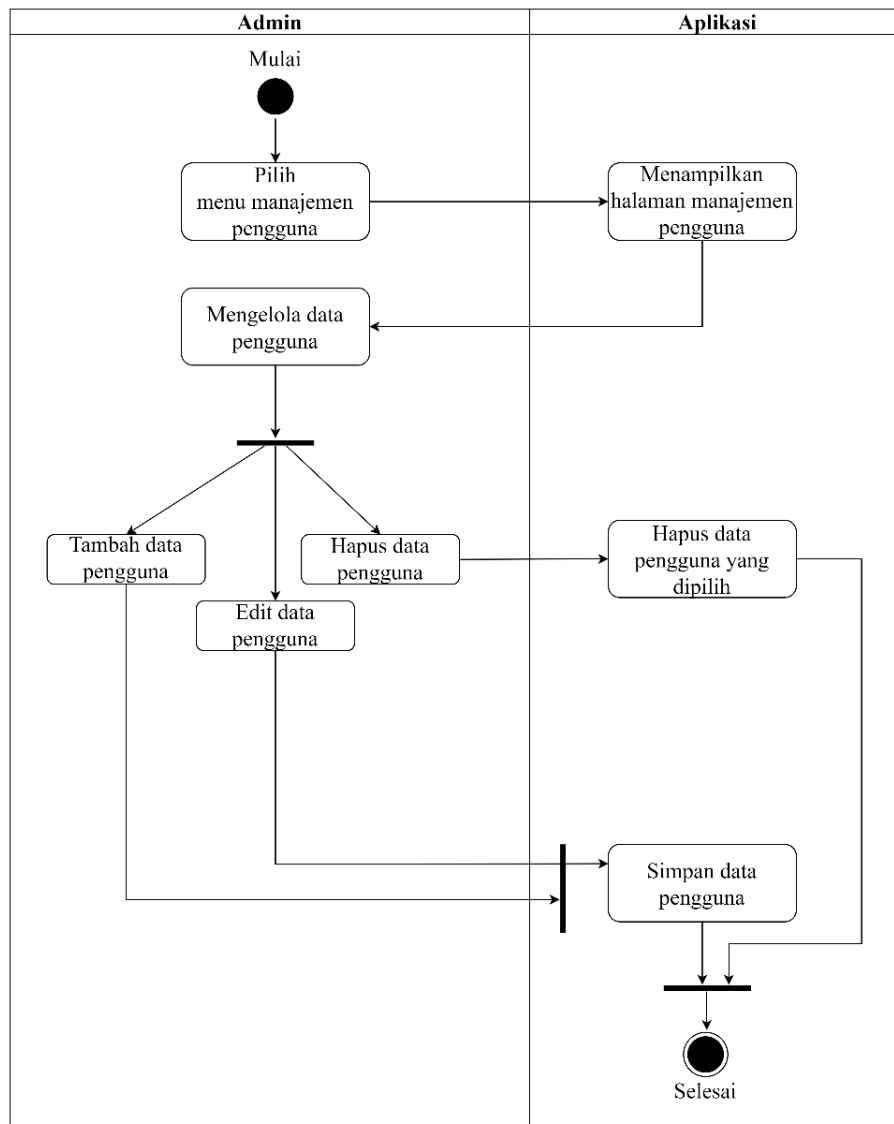 Admin
Aplikasi
Mulai
Pilih
menu manajemen
pengguna
Menampilkan
halaman manajemen
pengguna
Mengelola data
pengguna
Tambah data
pengguna
Hapus data
pengguna
Hapus data
pengguna yang
dipilih
Edit data
pengguna
Simpan data
pengguna
Selesai